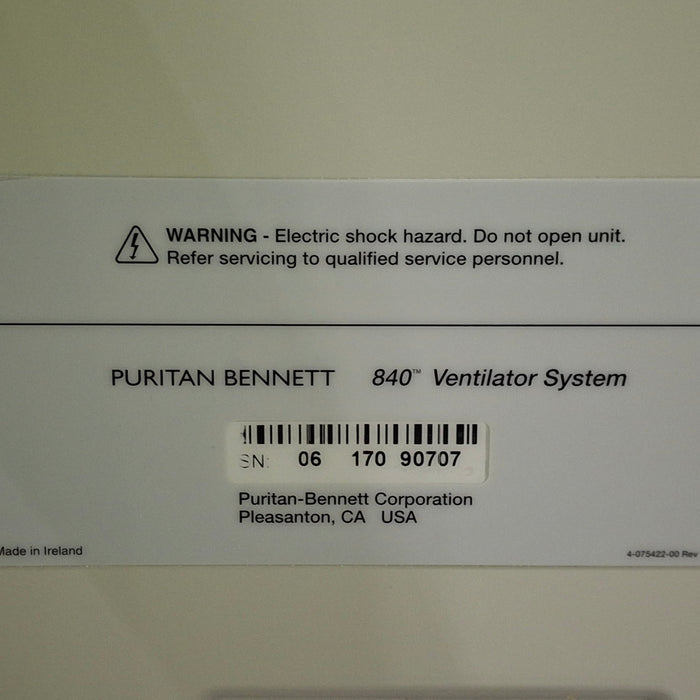 WARNING - Electric shock hazard. Do not open unit.
Refer servicing to qualified service personnel.
PURITAN BENNETT 840™ Ventilator System
SN: 06 170 90707
Puritan-Bennett Corporation
Pleasanton, CA USA
Made in Ireland
4-075422-00 Rev